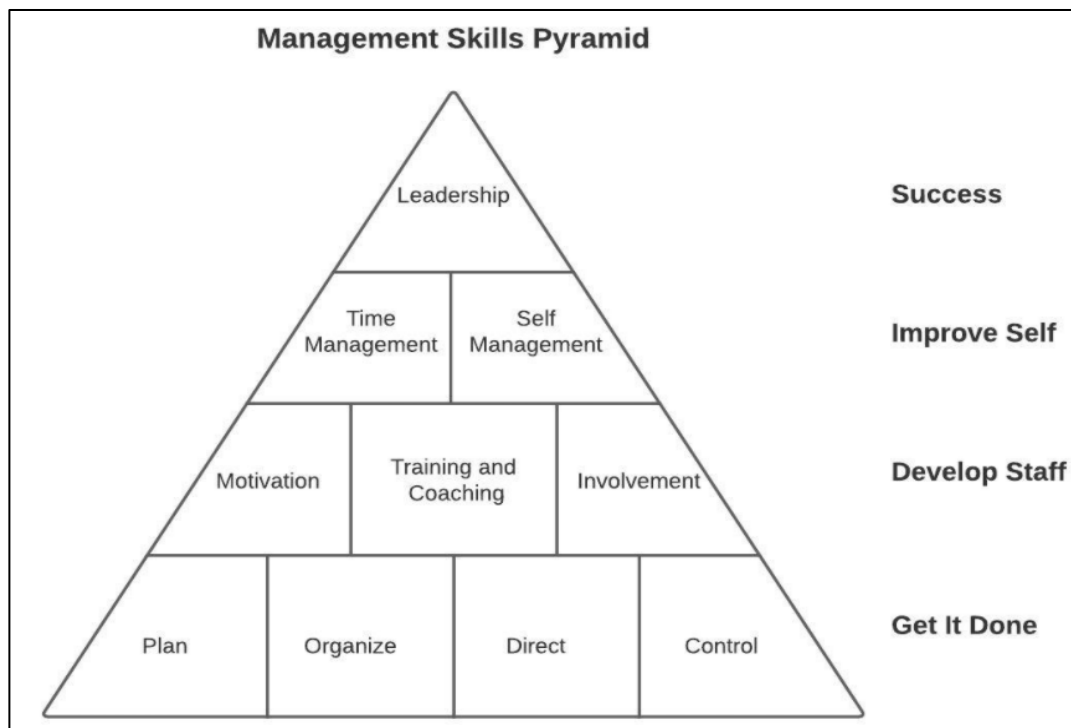 Management Skills Pyramid
Leadership
Success
Time
Management
Self
Management
Improve Self
Motivation
Training and
Coaching
Involvement
Develop Staff
Plan
Organize
Direct
Control
Get It Done